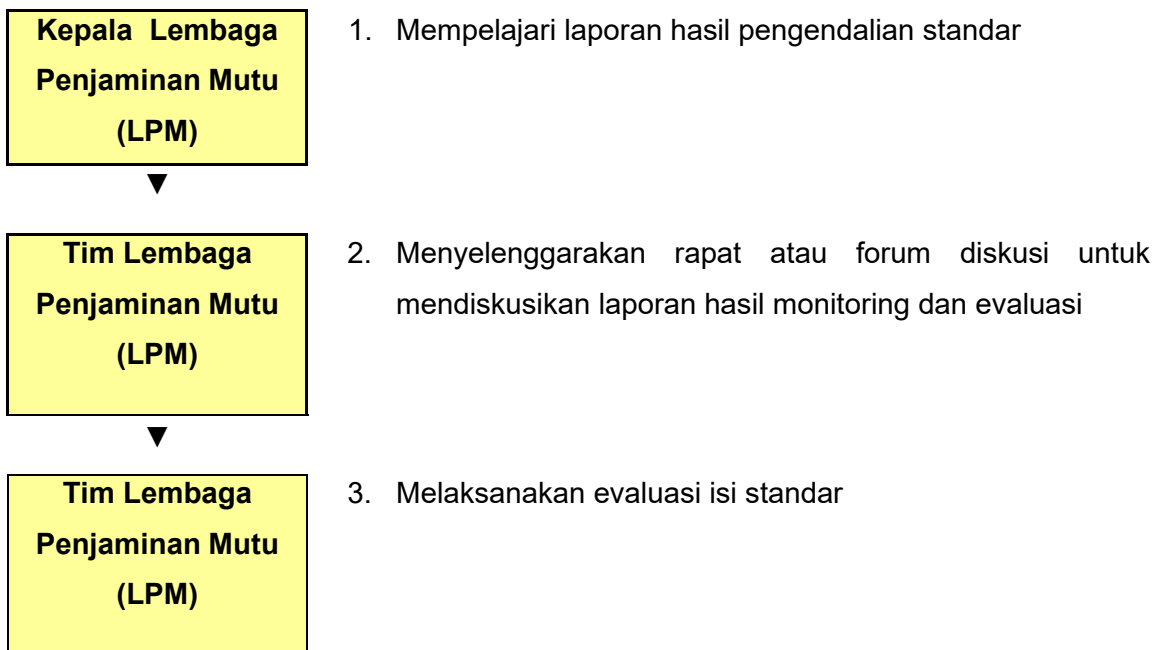 Kepala Lembaga
Penjaminan Mutu
(LPM)
1. Mempelajari laporan hasil pengendalian standar
▼
Tim Lembaga
Penjaminan Mutu
(LPM)
2. Menyelenggarakan rapat atau forum diskusi untuk
mendiskusikan laporan hasil monitoring dan evaluasi
▼
Tim Lembaga
Penjaminan Mutu
(LPM)
3. Melaksanakan evaluasi isi standar